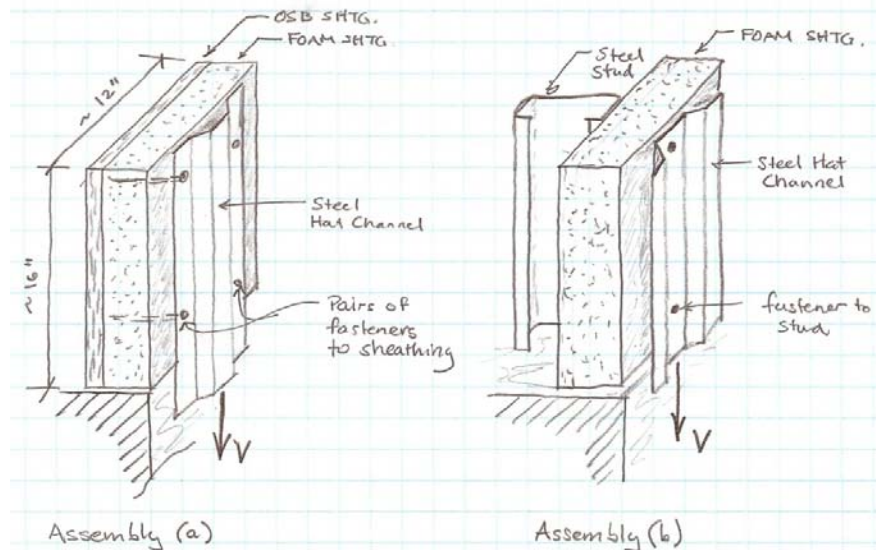 OSB SHTG.
FOAM SHTG.
~ 12"
~ 16"
Steel
Hat Channel
Pairs of
fasteners
to sheathing
V
Assembly (a)
Steel
Stud
FOAM SHTG.
Steel Hat
Channel
fastener to
stud
V
Assembly (b)